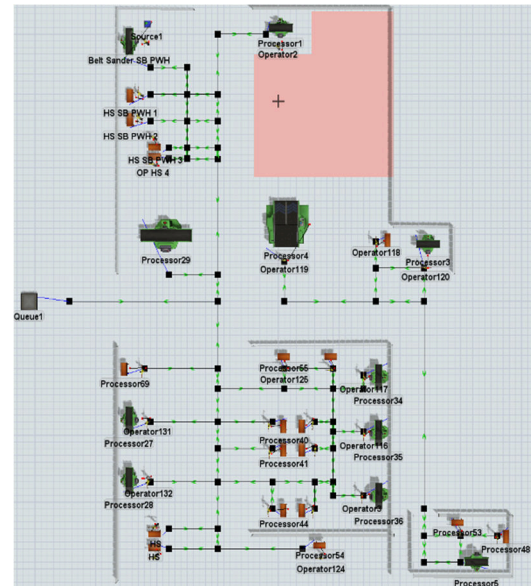 Source1
Processor1
Operator2
Belt Sander SB PWH
HS SB PWH 1
HS SB PWH 2
HS SB PWH 3
OP HS 4
Processor29
Processor4
Operator119
Operator118
Processor3
Operator120
Queue1
Processor69
Processor55
Operator125
Operator117
Processor34
Operator131
Processor27
Processor40
Operator116
Processor35
Processor41
Operator132
Processor28
Processor44
Operator3
Processor36
HS
HS
Processor54
Operator124
Processor53
Processor48
Processor5